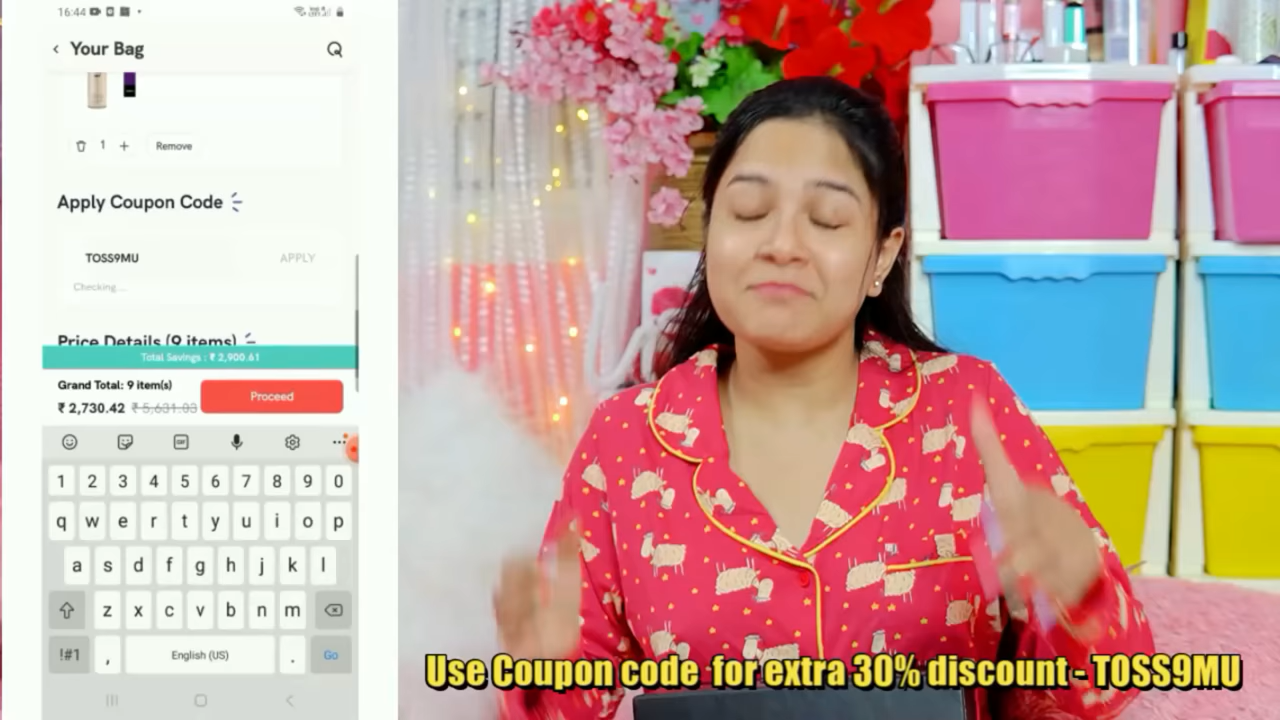 16:44
Your Bag
1
Remove
Apply Coupon Code
TOSS9MU
APPLY
Checking...
Price Details (9 items)
Total Savings : ₹ 2,900.61
Grand Total: 9 item(s)
₹ 2,730.42 ₹ 5,631.03
Proceed
GIF
1 2 3 4 5 6 7 8 9 0
q w e r t y u i o p
a s d f g h j k l
z x c v b n m
!#1 , English (US) . Go
Use Coupon code for extra 30% discount - TOSS9MU